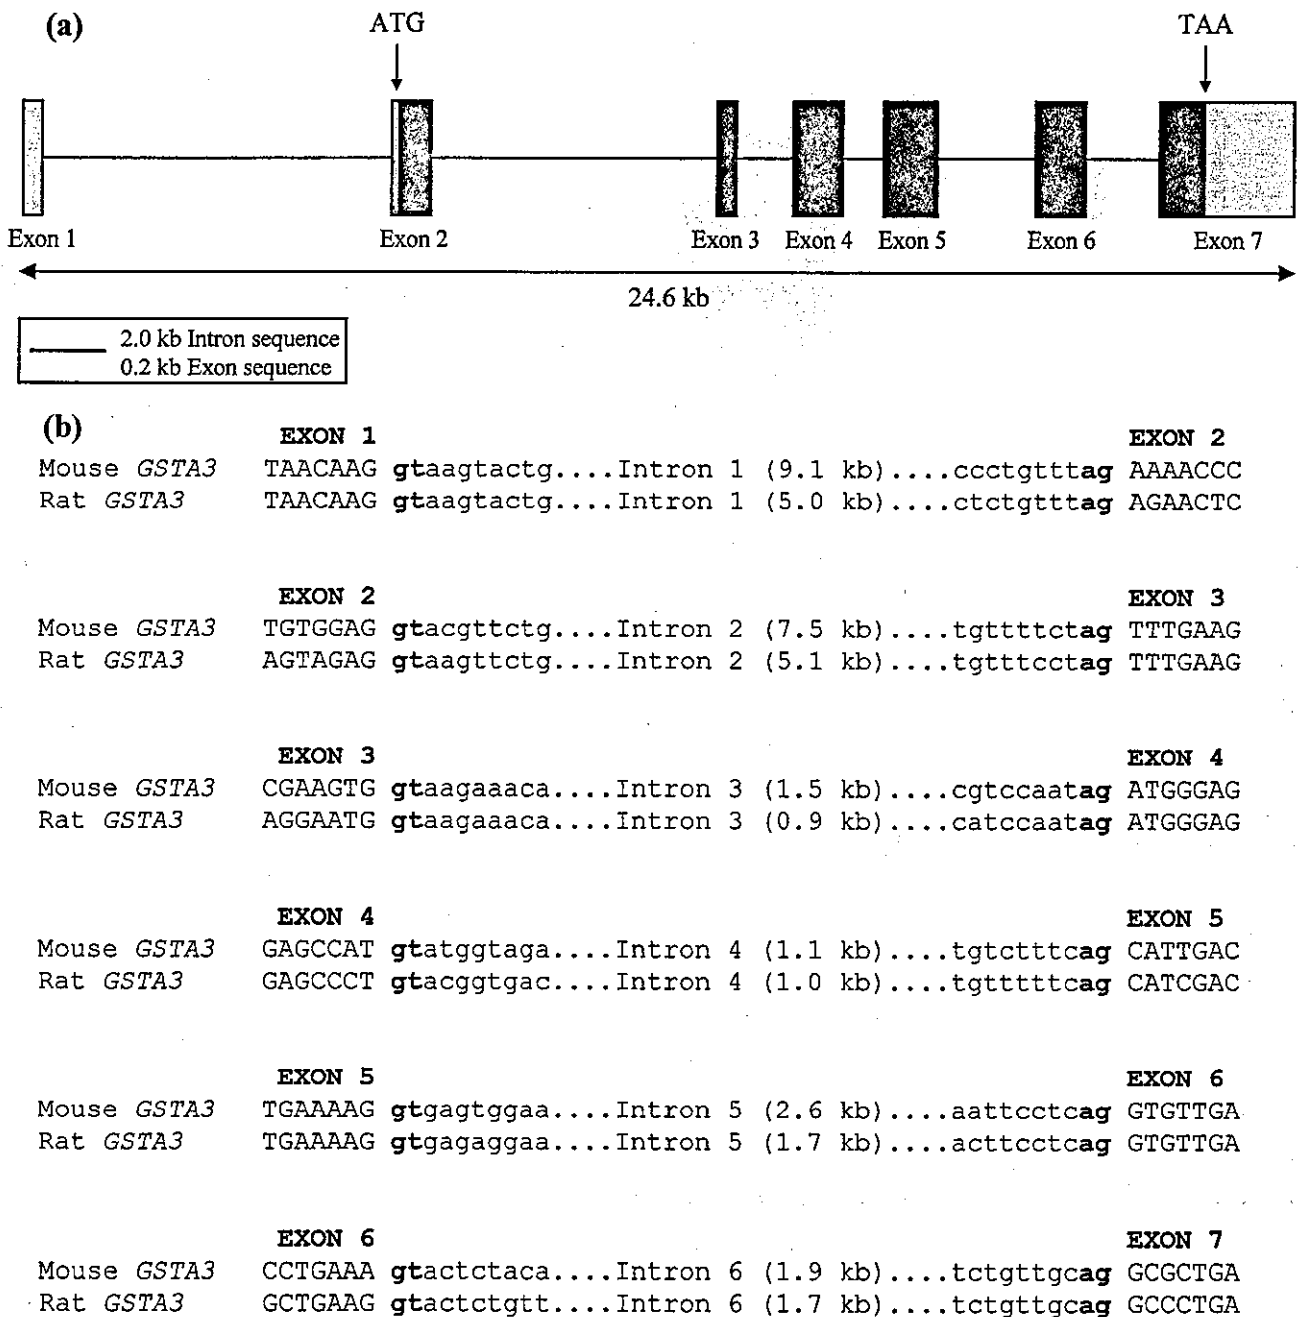 (a)
ATG
TAA
Exon 1
Exon 2
Exon 3
Exon 4
Exon 5
Exon 6
Exon 7
24.6 kb
2.0 kb Intron sequence
0.2 kb Exon sequence
(b)
EXON 1 EXON 2
Mouse GSTA3 TAACAAG gtaagtactg....Intron 1 (9.1 kb)....ccctgtttag AAAACCC
Rat GSTA3 TAACAAG gtaagtactg....Intron 1 (5.0 kb)....ctctgtttag AGAACTC
EXON 2 EXON 3
Mouse GSTA3 TGTGGAG gtacgttctg....Intron 2 (7.5 kb)....tgttttctag TTTGAAG
Rat GSTA3 AGTAGAG gtaagttctg....Intron 2 (5.1 kb)....tgtttcctag TTTGAAG
EXON 3 EXON 4
Mouse GSTA3 CGAAGTG gtaagaaaca....Intron 3 (1.5 kb)....cgtccaatag ATGGGAG
Rat GSTA3 AGGAATG gtaagaaaca....Intron 3 (0.9 kb)....catccaatag ATGGGAG
EXON 4 EXON 5
Mouse GSTA3 GAGCCAT gtatggtaga....Intron 4 (1.1 kb)....tgtctttcag CATTGAC
Rat GSTA3 GAGCCCT gtacggtgac....Intron 4 (1.0 kb)....tgtttttcag CATCGAC
EXON 5 EXON 6
Mouse GSTA3 TGAAAAG gtgagtggaa....Intron 5 (2.6 kb)....aattcctcag GTGTTGA
Rat GSTA3 TGAAAAG gtgagaggaa....Intron 5 (1.7 kb)....acttcctcag GTGTTGA
EXON 6 EXON 7
Mouse GSTA3 CCTGAAA gtactctaca....Intron 6 (1.9 kb)....tctgttgcag GCGCTGA
Rat GSTA3 GCTGAAG gtactctgtt....Intron 6 (1.7 kb)....tctgttgcag GCCCTGA